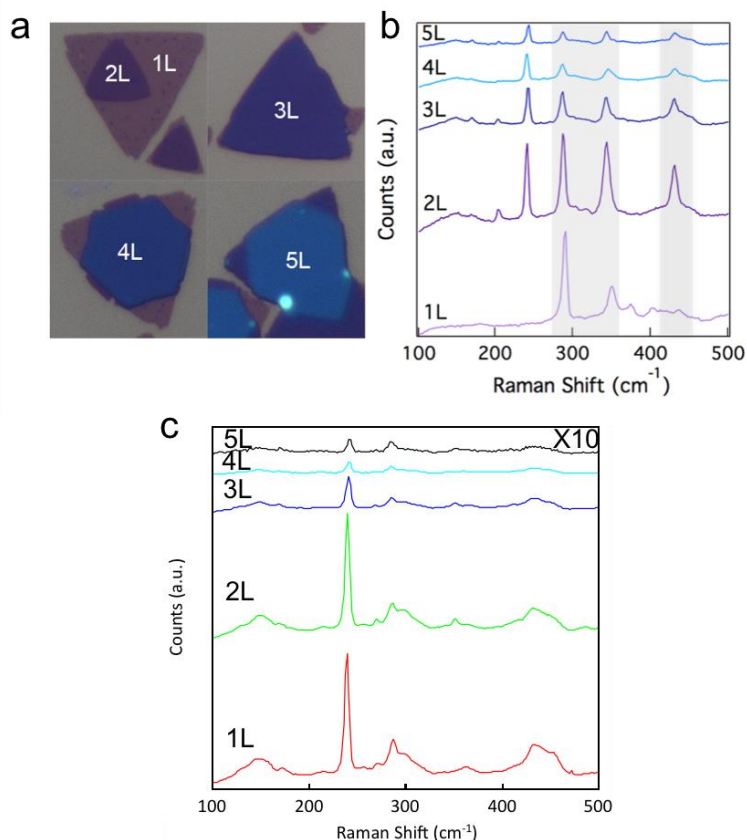 a
2L 1L
3L
4L
5L
b
5L
4L
3L
2L
1L
Counts (a.u.)
100 200 300 400 500
Raman Shift (cm-1)
c
5L X10
4L
3L
2L
1L
Counts (a.u.)
100 200 300 400 500
Raman Shift (cm-1)